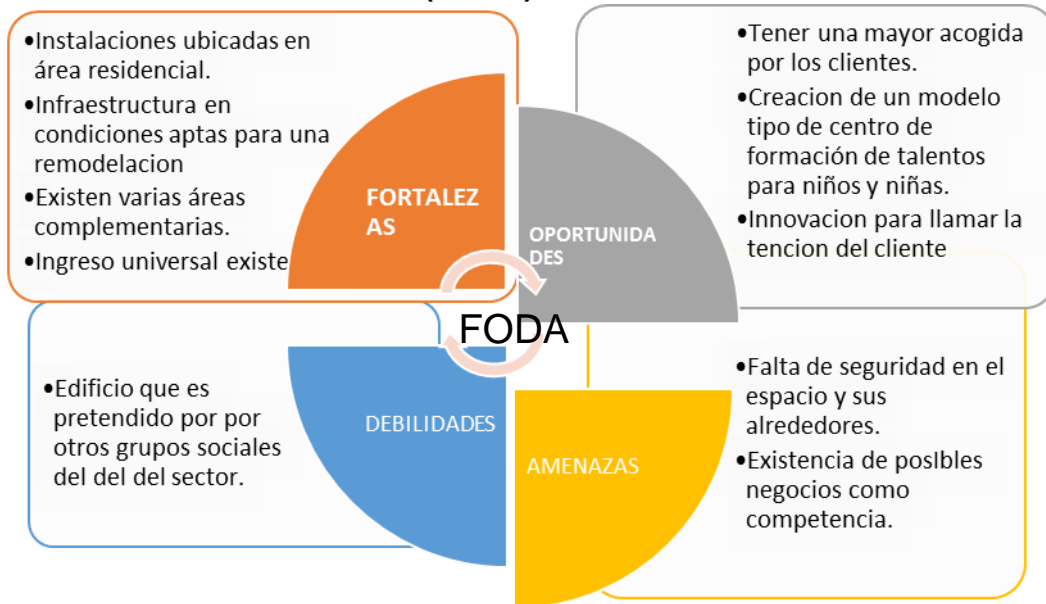 •Instalaciones ubicadas en
área residencial.
•Infraestructura en
condiciones aptas para una
remodelacion
•Existen varias áreas
complementarias.
•Ingreso universal existe
FORTALEZ
AS
•Tener una mayor acogida
por los clientes.
•Creacion de un modelo
tipo de centro de
formación de talentos
para niños y niñas.
•Innovacion para llamar la
tencion del cliente
OPORTUNIDA
DES
FODA
•Edificio que es
pretendido por por
otros grupos sociales
del del del sector.
DEBILIDADES
AMENAZAS
•Falta de seguridad en el
espacio y sus
alrededores.
•Existencia de posIbles
negocios como
competencia.